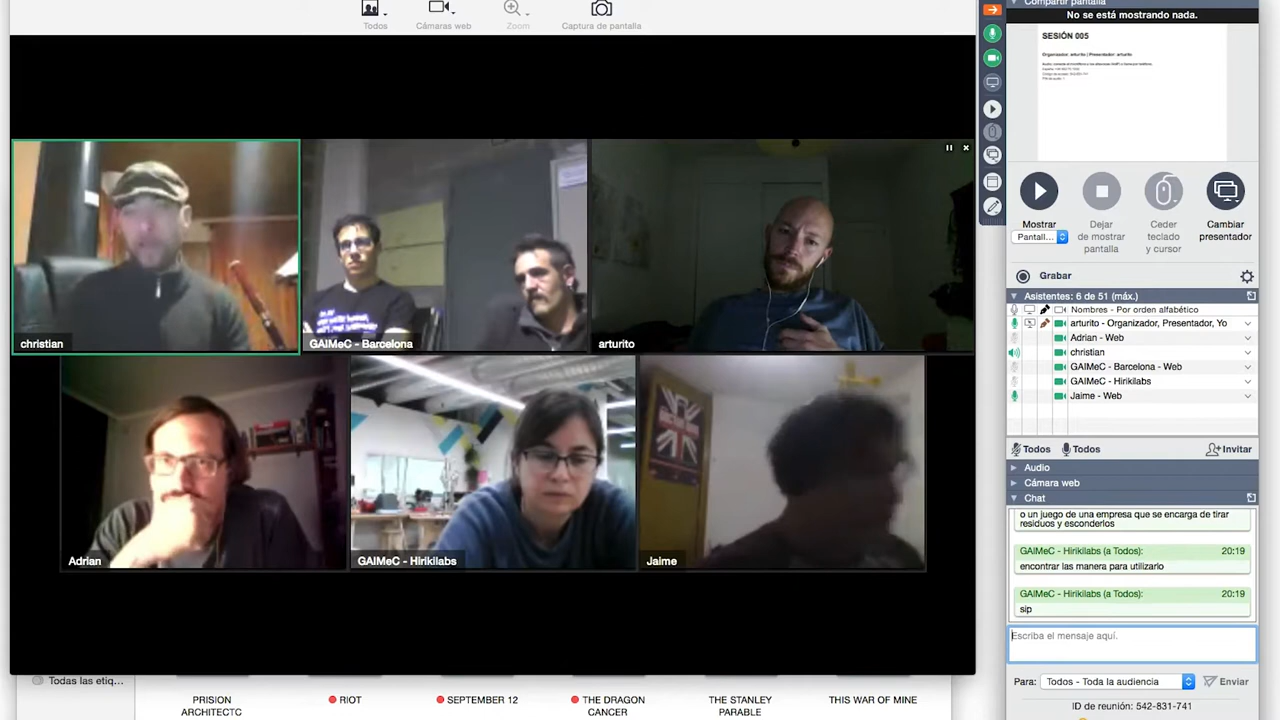 Compartir pantalla
No se está mostrando nada.
Todos
Cámaras web
Zoom
Captura de pantalla
SESIÓN 005
Organizador: arturito | Presentador: arturito
christian
GAIMeC - Barcelona
arturito
Adrian
GAIMeC - Hirikilabs
Jaime
Mostrar
Pantall...
Dejar
de mostrar
pantalla
Ceder
teclado
y cursor
Cambiar
presentador
Grabar
Asistentes: 6 de 51 (máx.)
Nombres - Por orden alfabético
arturito - Organizador, Presentador, Yo
Adrian - Web
christian
GAIMeC - Barcelona - Web
GAIMeC - Hirikilabs
Jaime - Web
Todos
Todos
Invitar
Audio
Cámara web
Chat
o un juego de una empresa que se encarga de tirar
residuos y esconderlos
GAIMeC - Hirikilabs (a Todos): 20:19
encontrar las manera para utilizarlo
GAIMeC - Hirikilabs (a Todos): 20:19
sip
Escriba el mensaje aquí.
Para: Todos - Toda la audiencia Enviar
ID de reunión: 542-831-741
Todas las etiq...
PRISION
ARCHITECTC
RIOT
SEPTEMBER 12
THE DRAGON
CANCER
THE STANLEY
PARABLE
THIS WAR OF MINE